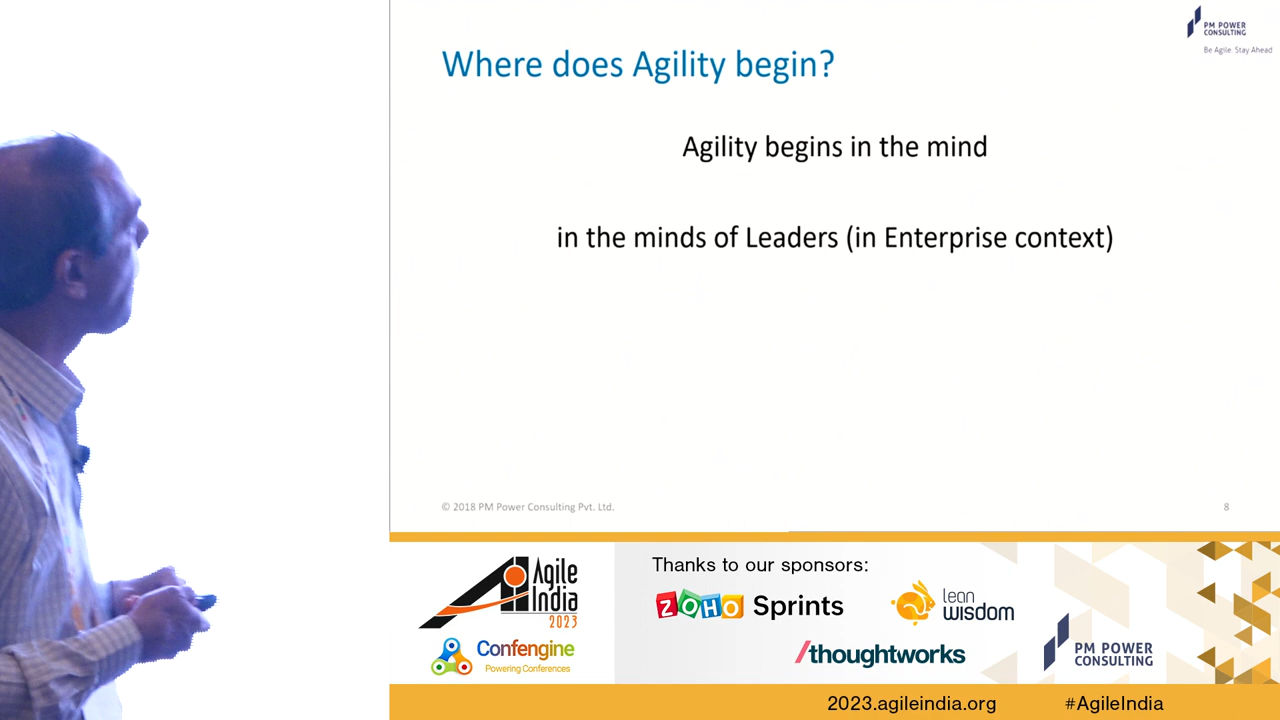 PM POWER
CONSULTING
Be Agile Stay Ahead
Where does Agility begin?
Agility begins in the mind
in the minds of Leaders (in Enterprise context)
© 2018 PM Power Consulting Pvt. Ltd.
8
Agile
India
2023
Confengine
Powering Conferences
Thanks to our sponsors:
ZOHO Sprints
lean
wisdom
/thoughtworks
PM POWER
CONSULTING
2023.agileindia.org
#AgileIndia